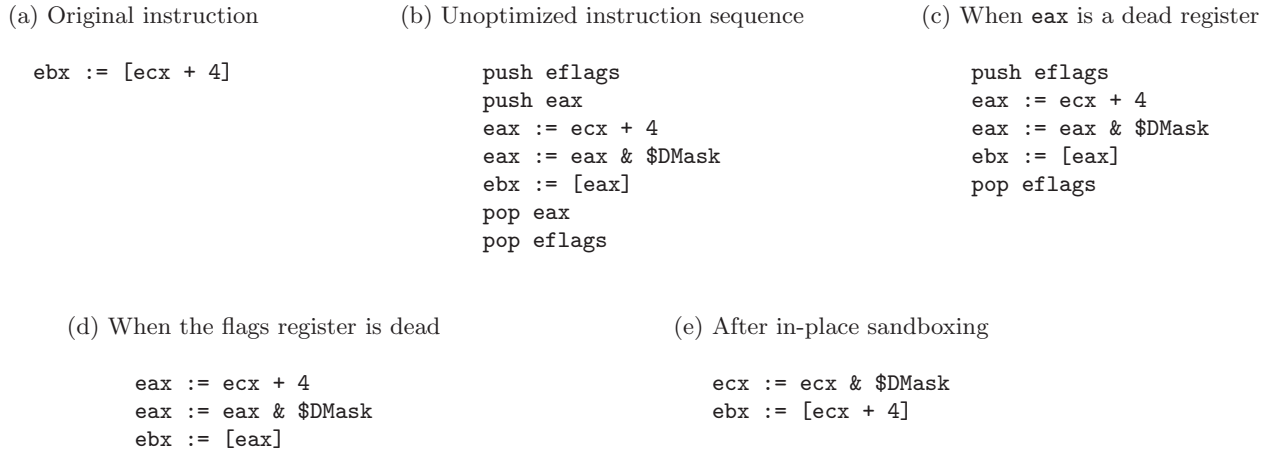 (a) Original instruction
ebx := [ecx + 4]
(b) Unoptimized instruction sequence
push eflags
push eax
eax := ecx + 4
eax := eax & $DMask
ebx := [eax]
pop eax
pop eflags
(c) When eax is a dead register
push eflags
eax := ecx + 4
eax := eax & $DMask
ebx := [eax]
pop eflags
(d) When the flags register is dead
eax := ecx + 4
eax := eax & $DMask
ebx := [eax]
(e) After in-place sandboxing
ecx := ecx & $DMask
ebx := [ecx + 4]